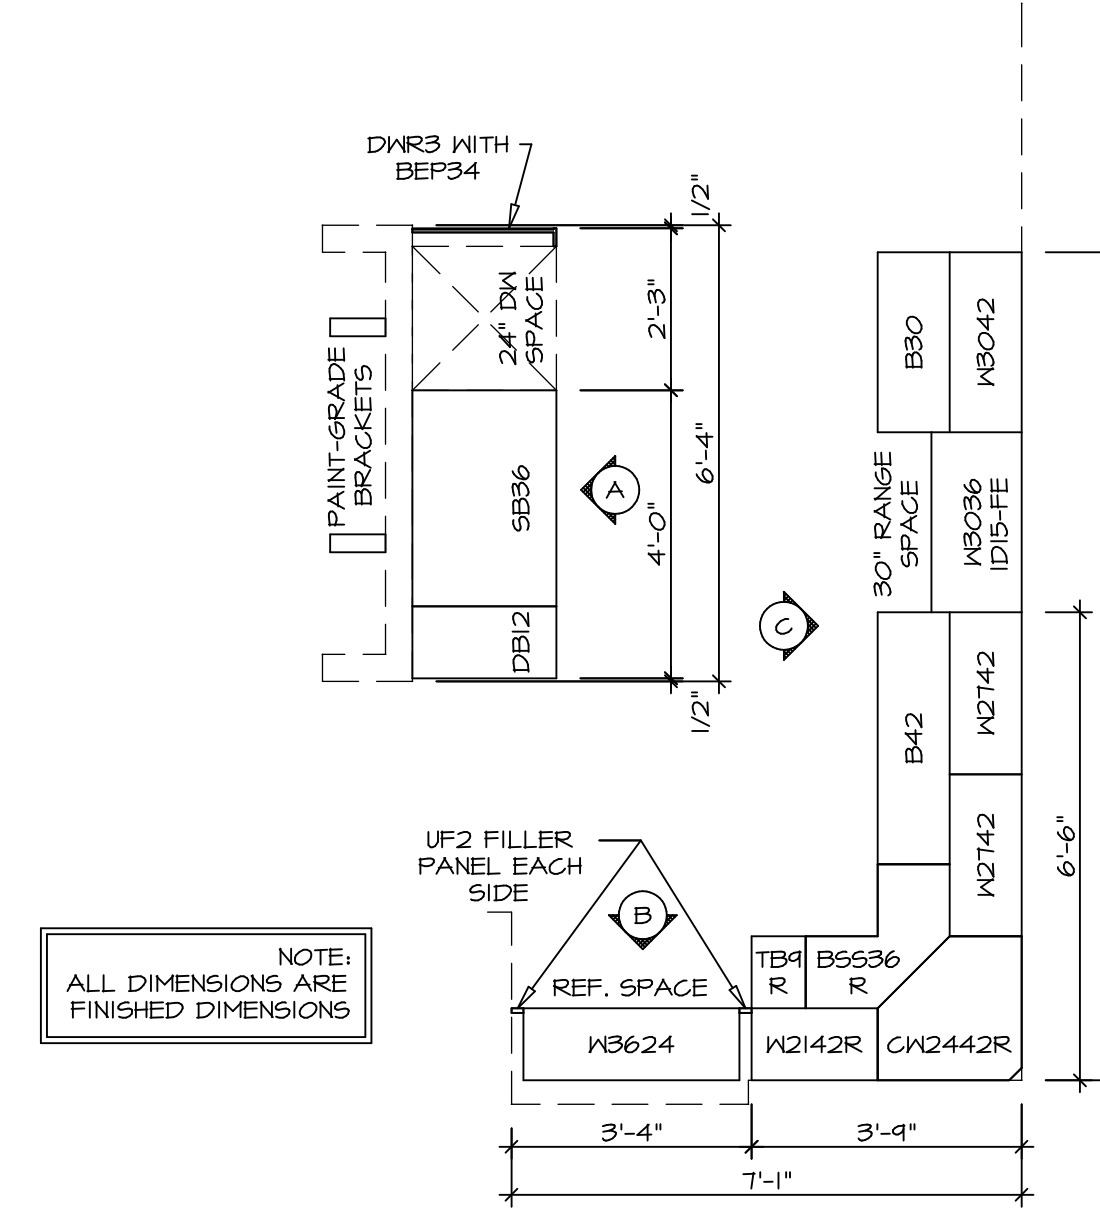 DWR3 WITH
BEP34
1/2"
24" DW
SPACE
2'-3"
6'-4"
PAINT-GRADE
BRACKETS
SB36
A
4'-0"
DB12
1/2"
B30
W3042
30" RANGE
SPACE
W3036
1D15-FE
C
B42
W2742
W2742
6'-6"
UF2 FILLER
PANEL EACH
SIDE
B
NOTE:
ALL DIMENSIONS ARE
FINISHED DIMENSIONS
REF. SPACE
TB9
R
BSS36
R
W3624
W2142R
CW2442R
3'-4"
3'-9"
7'-1"